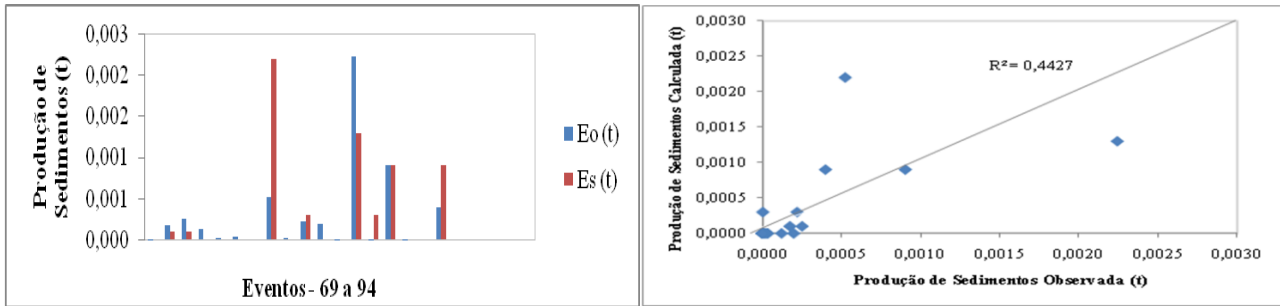 Produção de
Sedimentos (t)
0,003
0,002
0,002
0,001
0,001
0,000
Eventos - 69 a 94
Eo (t)
Es (t)
Produção de Sedimentos Calculada (t)
0,0030
0,0025
0,0020
0,0015
0,0010
0,0005
0,0000
R²= 0,4427
0,0000 0,0005 0,0010 0,0015 0,0020 0,0025 0,0030
Produção de Sedimentos Observada (t)